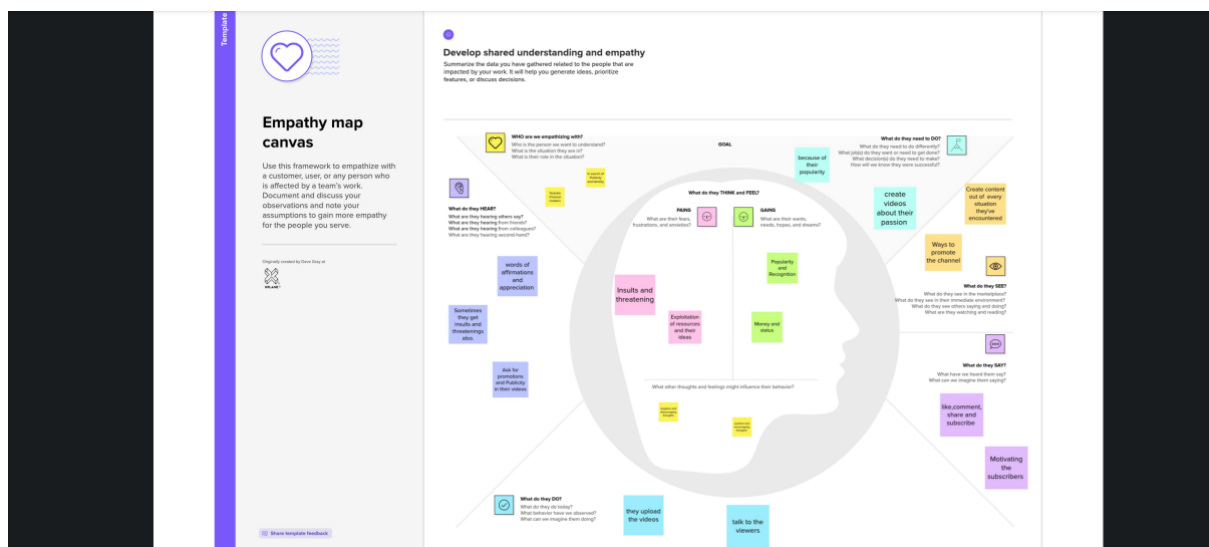 Template
Empathy map
canvas
Use this framework to empathize with
a customer, user, or any person who
is affected by a team's work.
Document and discuss your
observations and note your
assumptions to gain more empathy
for the people you serve.
Originally created by Dave Gray at
Share template feedback
Develop shared understanding and empathy
Summarize the data you have gathered related to the people that are
impacted by your work. It will help you generate ideas, prioritize
features, or discuss decisions.
WHO are we empathizing with?
Who is the person we want to understand?
What is the situation they are in?
What is their role in the situation?
GOAL
What do they need to DO?
What do they need to do differently?
What job(s) do they want or need to get done?
What decision(s) do they need to make?
How will we know they were successful?
because of
their
popularity
create
videos
about their
passion
Create content
out of every
situation
they've
encountered
Ways to
promote
the channel
What do they HEAR?
What are they hearing others say?
What are they hearing from friends?
What are they hearing from colleagues?
What are they hearing second-hand?
words of
affirmations
and
appreciation
Sometimes
they get
insults and
threatenings
also.
Ask for
promotions
and Publicity
in their videos
What do they THINK and FEEL?
PAINS
What are their fears,
frustrations, and anxieties?
GAINS
What are their wants,
needs, hopes, and dreams?
Insults and
threatening
Exploitation
of resources
and their
ideas
Popularity
and
Recognition
Money and
status
What other thoughts and feelings might influence their behavior?
What do they SEE?
What do they see in the marketplace?
What do they see in their immediate environment?
What do they see others saying and doing?
What are they watching and reading?
What do they SAY?
What have we heard them say?
What can we imagine them saying?
like,comment,
share and
subscribe
Motivating
the
subscribers
What do they DO?
What do they do today?
What behavior have we observed?
What can we imagine them doing?
they upload
the videos
talk to the
viewers